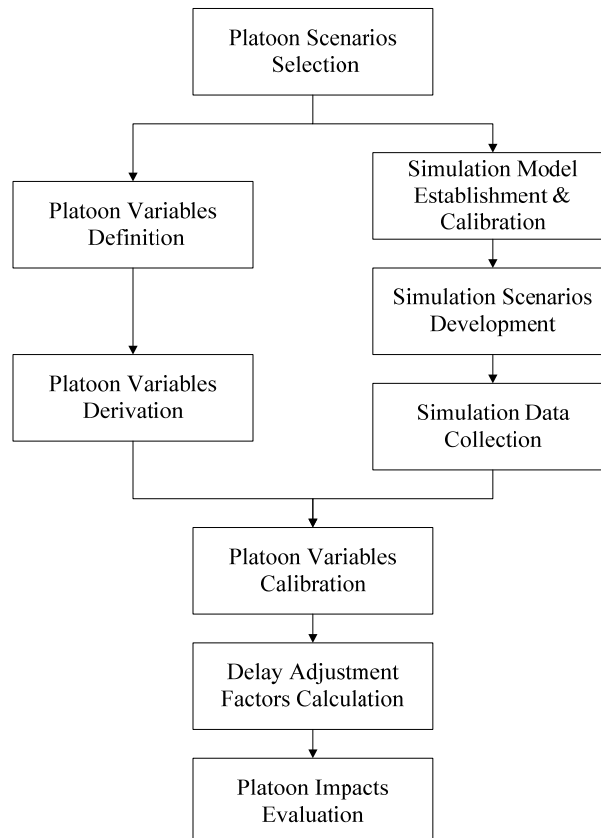 Platoon Scenarios
Selection
Platoon Variables
Definition
Simulation Model
Establishment &
Calibration
Simulation Scenarios
Development
Platoon Variables
Derivation
Simulation Data
Collection
Platoon Variables
Calibration
Delay Adjustment
Factors Calculation
Platoon Impacts
Evaluation